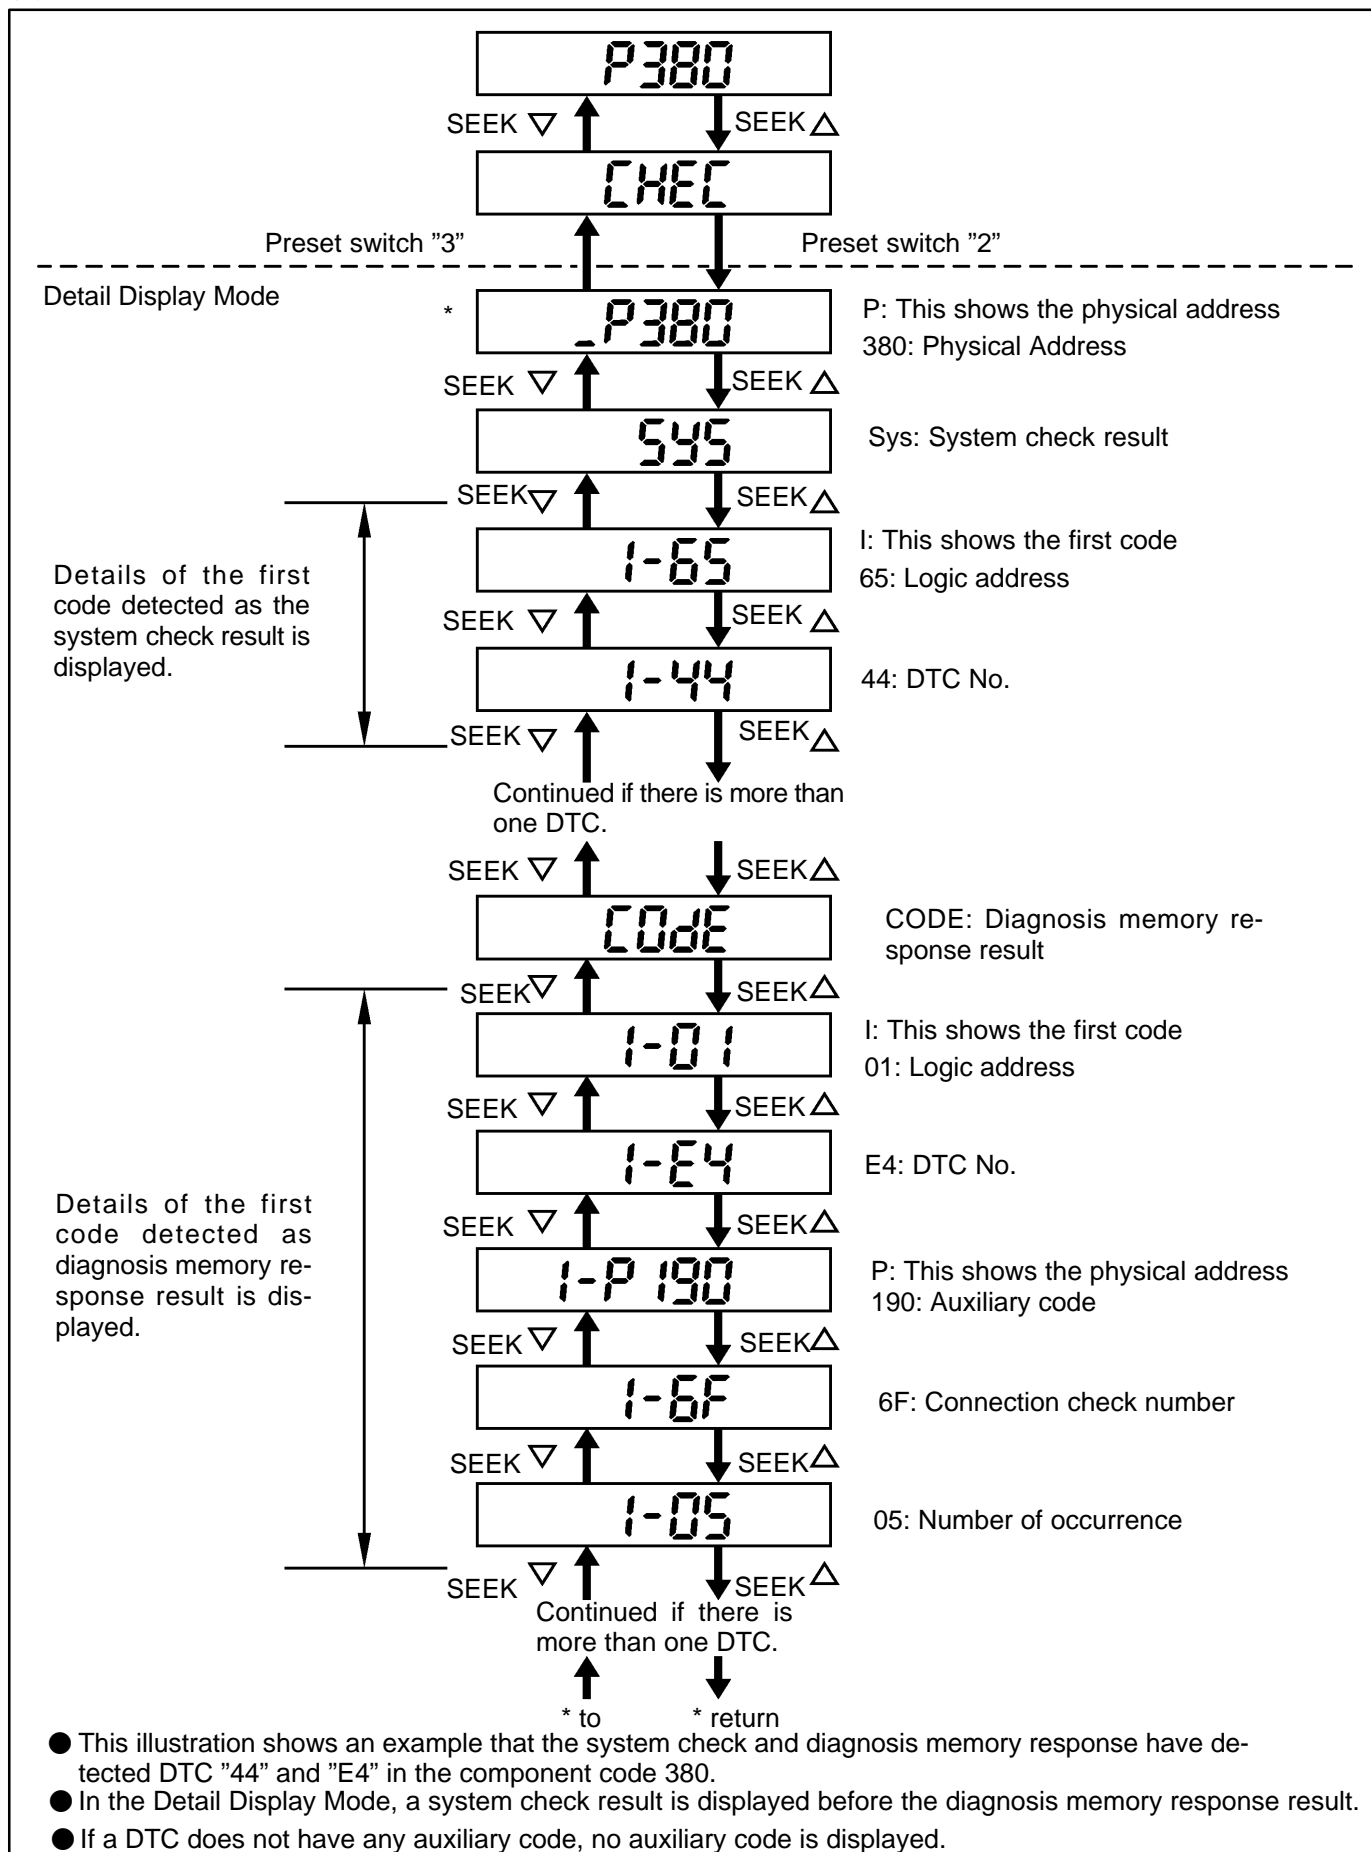 P380
SEEK ▽ SEEK △
CHEC
Preset switch ”3” Preset switch ”2”
Detail Display Mode
* _P380 P: This shows the physical address
380: Physical Address
SEEK ▽ SEEK △
SYS Sys: System check result
SEEK ▽ SEEK △
1-65 I: This shows the first code
65: Logic address
Details of the first
code detected as the
system check result is
displayed.
SEEK ▽ SEEK △
1-44 44: DTC No.
SEEK ▽ SEEK △
Continued if there is more than
one DTC.
SEEK ▽ SEEK △
COdE CODE: Diagnosis memory re-
sponse result
SEEK ▽ SEEK △
1-01 I: This shows the first code
01: Logic address
SEEK ▽ SEEK △
1-E4 E4: DTC No.
Details of the first
code detected as
diagnosis memory re-
sponse result is dis-
played.
SEEK ▽ SEEK △
1-P190 P: This shows the physical address
190: Auxiliary code
SEEK ▽ SEEK △
1-6F 6F: Connection check number
SEEK ▽ SEEK △
1-05 05: Number of occurrence
SEEK ▽ SEEK △
Continued if there is
more than one DTC.
* to * return
● This illustration shows an example that the system check and diagnosis memory response have de-
tected DTC ”44” and ”E4” in the component code 380.
● In the Detail Display Mode, a system check result is displayed before the diagnosis memory response result.
● If a DTC does not have any auxiliary code, no auxiliary code is displayed.